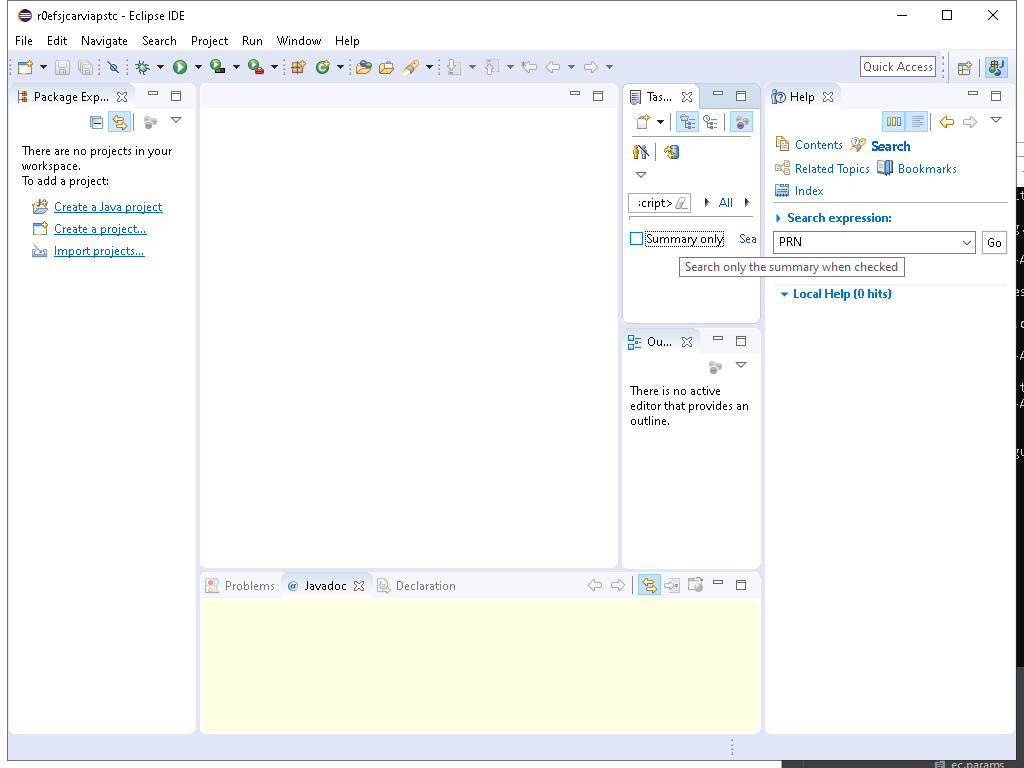 r0efsjcarviapstc - Eclipse IDE
File Edit Navigate Search Project Run Window Help
Quick Access
Package Exp...
There are no projects in your
workspace.
To add a project:
Create a Java project
Create a project...
Import projects...
Tas...
:cript>
All
Summary only
Sea
Search only the summary when checked
Ou...
There is no active
editor that provides an
outline.
Help
Contents Search
Related Topics Bookmarks
Index
Search expression:
PRN
Go
Local Help (0 hits)
Problems @ Javadoc Declaration
ec.params